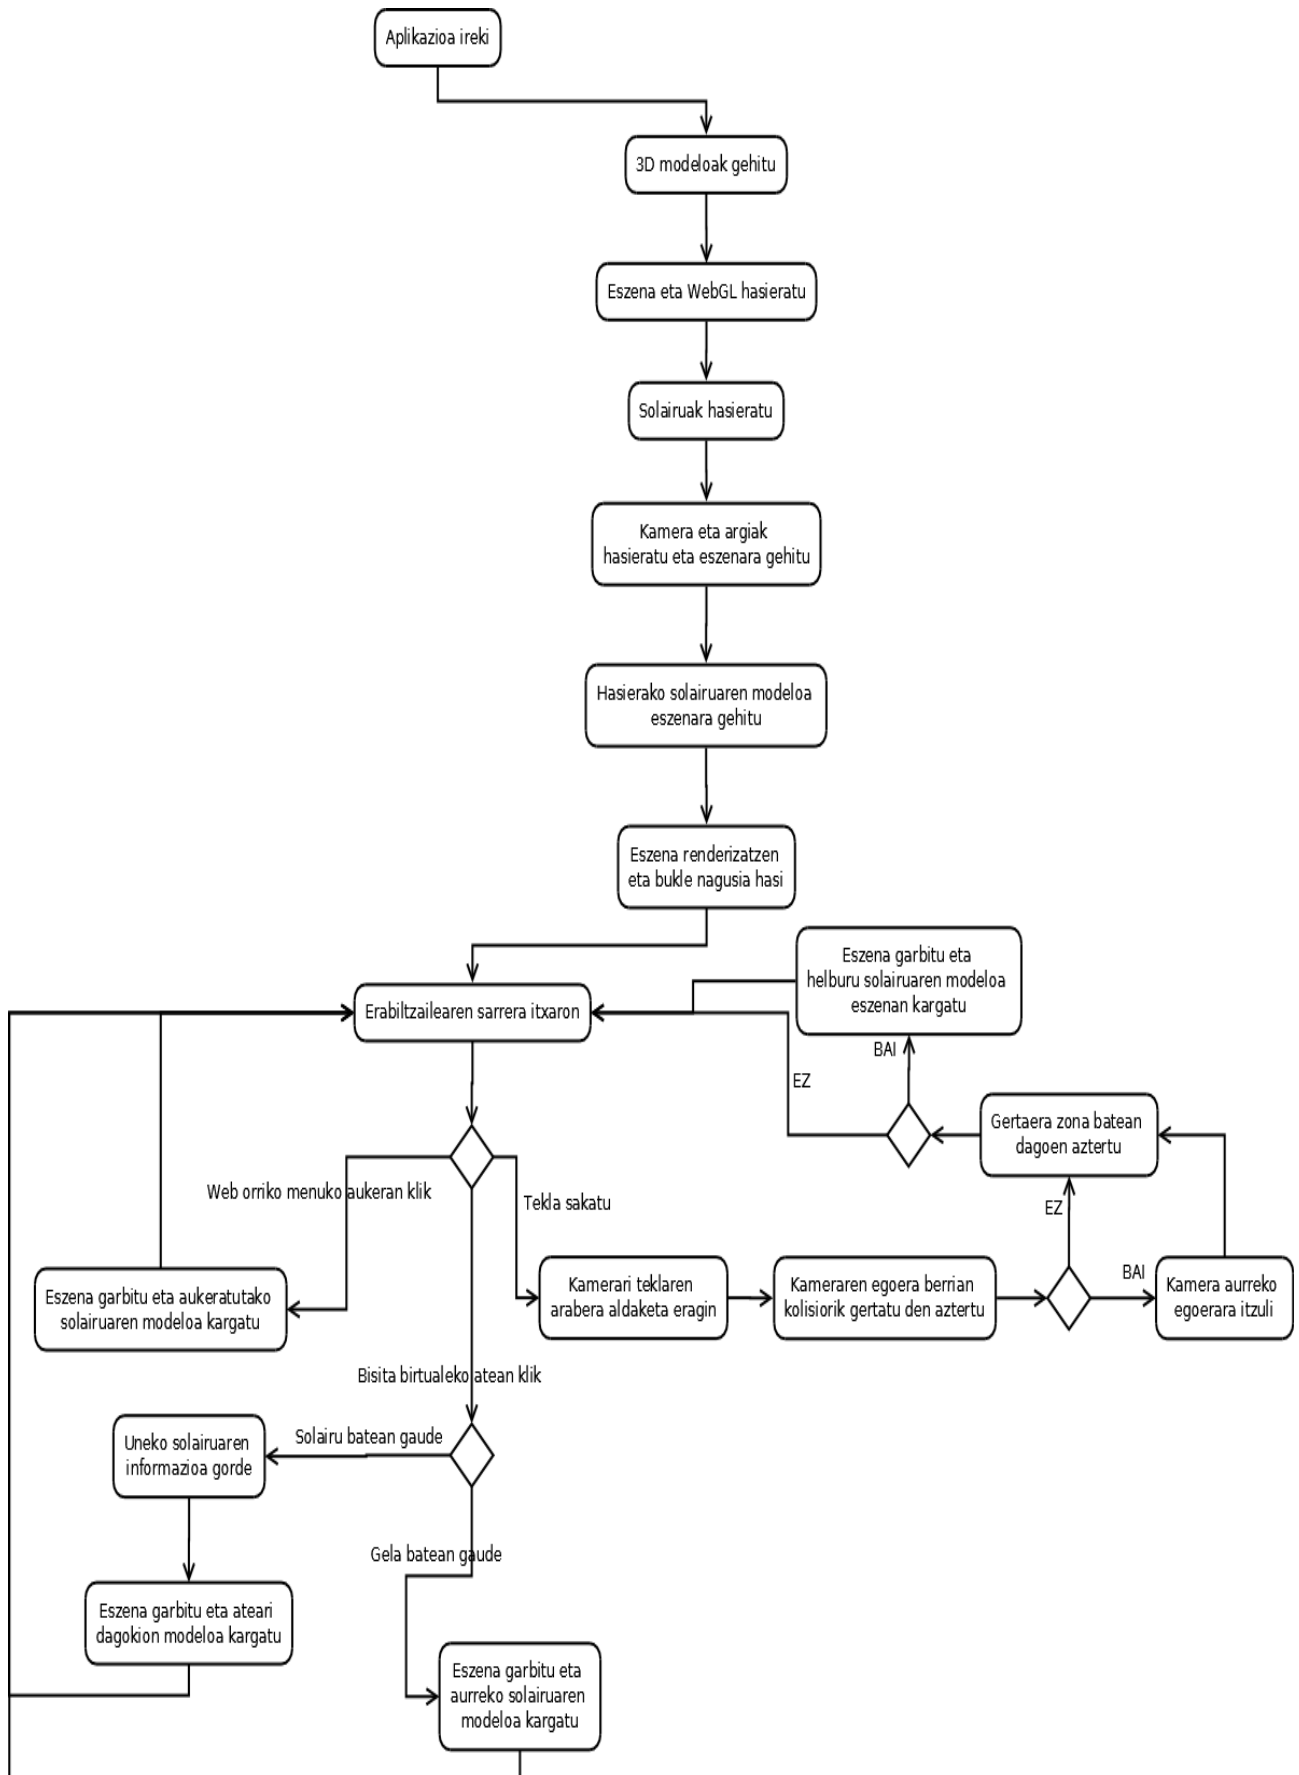 Aplikazioa ireki
3D modeloak gehitu
Eszena eta WebGL hasieratu
Solairuak hasieratu
Kamera eta argiak
hasieratu eta eszenara gehitu
Hasierako solairuaren modeloa
eszenara gehitu
Eszena renderizatzen
eta bukle nagusia hasi
Eszena garbitu eta
helburu solairuaren modeloa
eszenan kargatu
Erabiltzailearen sarrera itxaron
BAI
EZ
Gertaera zona batean
dagoen aztertu
Web orriko menuko aukeran klik
Tekla sakatu
EZ
BAI
Eszena garbitu eta aukeratutako
solairuaren modeloa kargatu
Kamerari teklaren
arabera aldaketa eragin
Kameraren egoera berrian
kolisiorik gertatu den aztertu
Kamera aurreko
egoerara itzuli
Bisita birtualeko atean klik
Solairu batean gaude
Uneko solairuaren
informazioa gorde
Gela batean gaude
Eszena garbitu eta ateari
dagokion modeloa kargatu
Eszena garbitu eta
aurreko solairuaren
modeloa kargatu